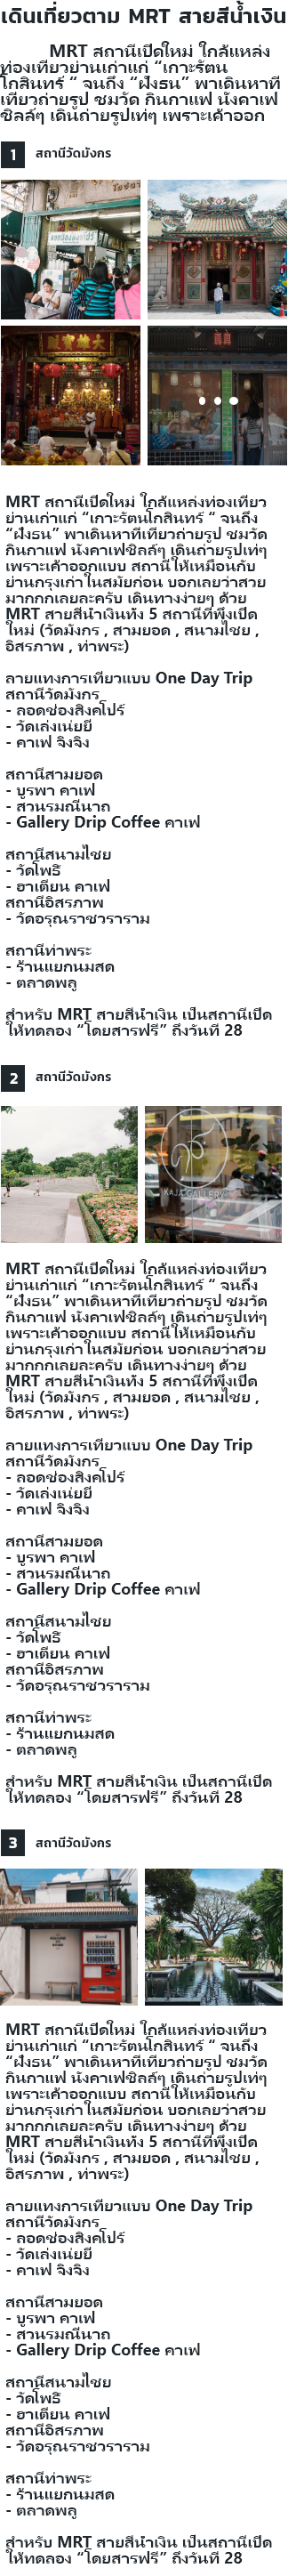 เดินเที่ยวตาม MRT สายสีน้ำเงิน
MRT สถานีเปิดใหม่ ใกล้แหล่ง
ท่องเที่ยวย่านเก่าแก่ “เกาะรัตน
โกสินทร์ “ จนถึง “ฝั่งธน” พาเดินหาที
เที่ยวถ่ายรูป ชมวัด กินกาแฟ นั่งคาเฟ
ชิลล์ๆ เดินถ่ายรูปเท่ๆ เพราะเค้าออก
1 สถานีวัดมังกร
MRT สถานีเปิดใหม่ ใกล้แหล่งท่องเที่ยว
ย่านเก่าแก่ “เกาะรัตนโกสินทร์ “ จนถึง
“ฝั่งธน” พาเดินหาที่เที่ยวถ่ายรูป ชมวัด
กินกาแฟ นั่งคาเฟชิลล์ๆ เดินถ่ายรูปเท่ๆ
เพราะเค้าออกแบบ สถานีให้เหมือนกับ
ย่านกรุงเก่าในสมัยก่อน บอกเลยว่าสวย
มากกกเลยละครับ เดินทางง่ายๆ ด้วย
MRT สายสีน้ำเงินทั้ง 5 สถานีที่พึ่งเปิด
ใหม่ (วัดมังกร , สามยอด , สนามไชย ,
อิสรภาพ , ท่าพระ)
ลายแทงการเที่ยวแบบ One Day Trip
สถานีวัดมังกร
- ลอดช่องสิงคโปร์
- วัดเล่งเน่ยยี
- คาเฟ จิงจิง
สถานีสามยอด
- บูรพา คาเฟ
- สวนรมณีนาถ
- Gallery Drip Coffee คาเฟ
สถานีสนามไชย
- วัดโพธิ์
- ฮาเตียน คาเฟ
สถานีอิสรภาพ
- วัดอรุณราชวราราม
สถานีท่าพระ
- ร้านแยกนมสด
- ตลาดพลู
สำหรับ MRT สายสีน้ำเงิน เป็นสถานีเปิด
ให้ทดลอง “โดยสารฟรี” ถึงวันที่ 28
2 สถานีวัดมังกร
KAJA GALLERY
MRT สถานีเปิดใหม่ ใกล้แหล่งท่องเที่ยว
ย่านเก่าแก่ “เกาะรัตนโกสินทร์ “ จนถึง
“ฝั่งธน” พาเดินหาที่เที่ยวถ่ายรูป ชมวัด
กินกาแฟ นั่งคาเฟชิลล์ๆ เดินถ่ายรูปเท่ๆ
เพราะเค้าออกแบบ สถานีให้เหมือนกับ
ย่านกรุงเก่าในสมัยก่อน บอกเลยว่าสวย
มากกกเลยละครับ เดินทางง่ายๆ ด้วย
MRT สายสีน้ำเงินทั้ง 5 สถานีที่พึ่งเปิด
ใหม่ (วัดมังกร , สามยอด , สนามไชย ,
อิสรภาพ , ท่าพระ)
ลายแทงการเที่ยวแบบ One Day Trip
สถานีวัดมังกร
- ลอดช่องสิงคโปร์
- วัดเล่งเน่ยยี
- คาเฟ จิงจิง
สถานีสามยอด
- บูรพา คาเฟ
- สวนรมณีนาถ
- Gallery Drip Coffee คาเฟ
สถานีสนามไชย
- วัดโพธิ์
- ฮาเตียน คาเฟ
สถานีอิสรภาพ
- วัดอรุณราชวราราม
สถานีท่าพระ
- ร้านแยกนมสด
- ตลาดพลู
สำหรับ MRT สายสีน้ำเงิน เป็นสถานีเปิด
ให้ทดลอง “โดยสารฟรี” ถึงวันที่ 28
3 สถานีวัดมังกร
MRT สถานีเปิดใหม่ ใกล้แหล่งท่องเที่ยว
ย่านเก่าแก่ “เกาะรัตนโกสินทร์ “ จนถึง
“ฝั่งธน” พาเดินหาที่เที่ยวถ่ายรูป ชมวัด
กินกาแฟ นั่งคาเฟชิลล์ๆ เดินถ่ายรูปเท่ๆ
เพราะเค้าออกแบบ สถานีให้เหมือนกับ
ย่านกรุงเก่าในสมัยก่อน บอกเลยว่าสวย
มากกกเลยละครับ เดินทางง่ายๆ ด้วย
MRT สายสีน้ำเงินทั้ง 5 สถานีที่พึ่งเปิด
ใหม่ (วัดมังกร , สามยอด , สนามไชย ,
อิสรภาพ , ท่าพระ)
ลายแทงการเที่ยวแบบ One Day Trip
สถานีวัดมังกร
- ลอดช่องสิงคโปร์
- วัดเล่งเน่ยยี
- คาเฟ จิงจิง
สถานีสามยอด
- บูรพา คาเฟ
- สวนรมณีนาถ
- Gallery Drip Coffee คาเฟ
สถานีสนามไชย
- วัดโพธิ์
- ฮาเตียน คาเฟ
สถานีอิสรภาพ
- วัดอรุณราชวราราม
สถานีท่าพระ
- ร้านแยกนมสด
- ตลาดพลู
สำหรับ MRT สายสีน้ำเงิน เป็นสถานีเปิด
ให้ทดลอง “โดยสารฟรี” ถึงวันที่ 28